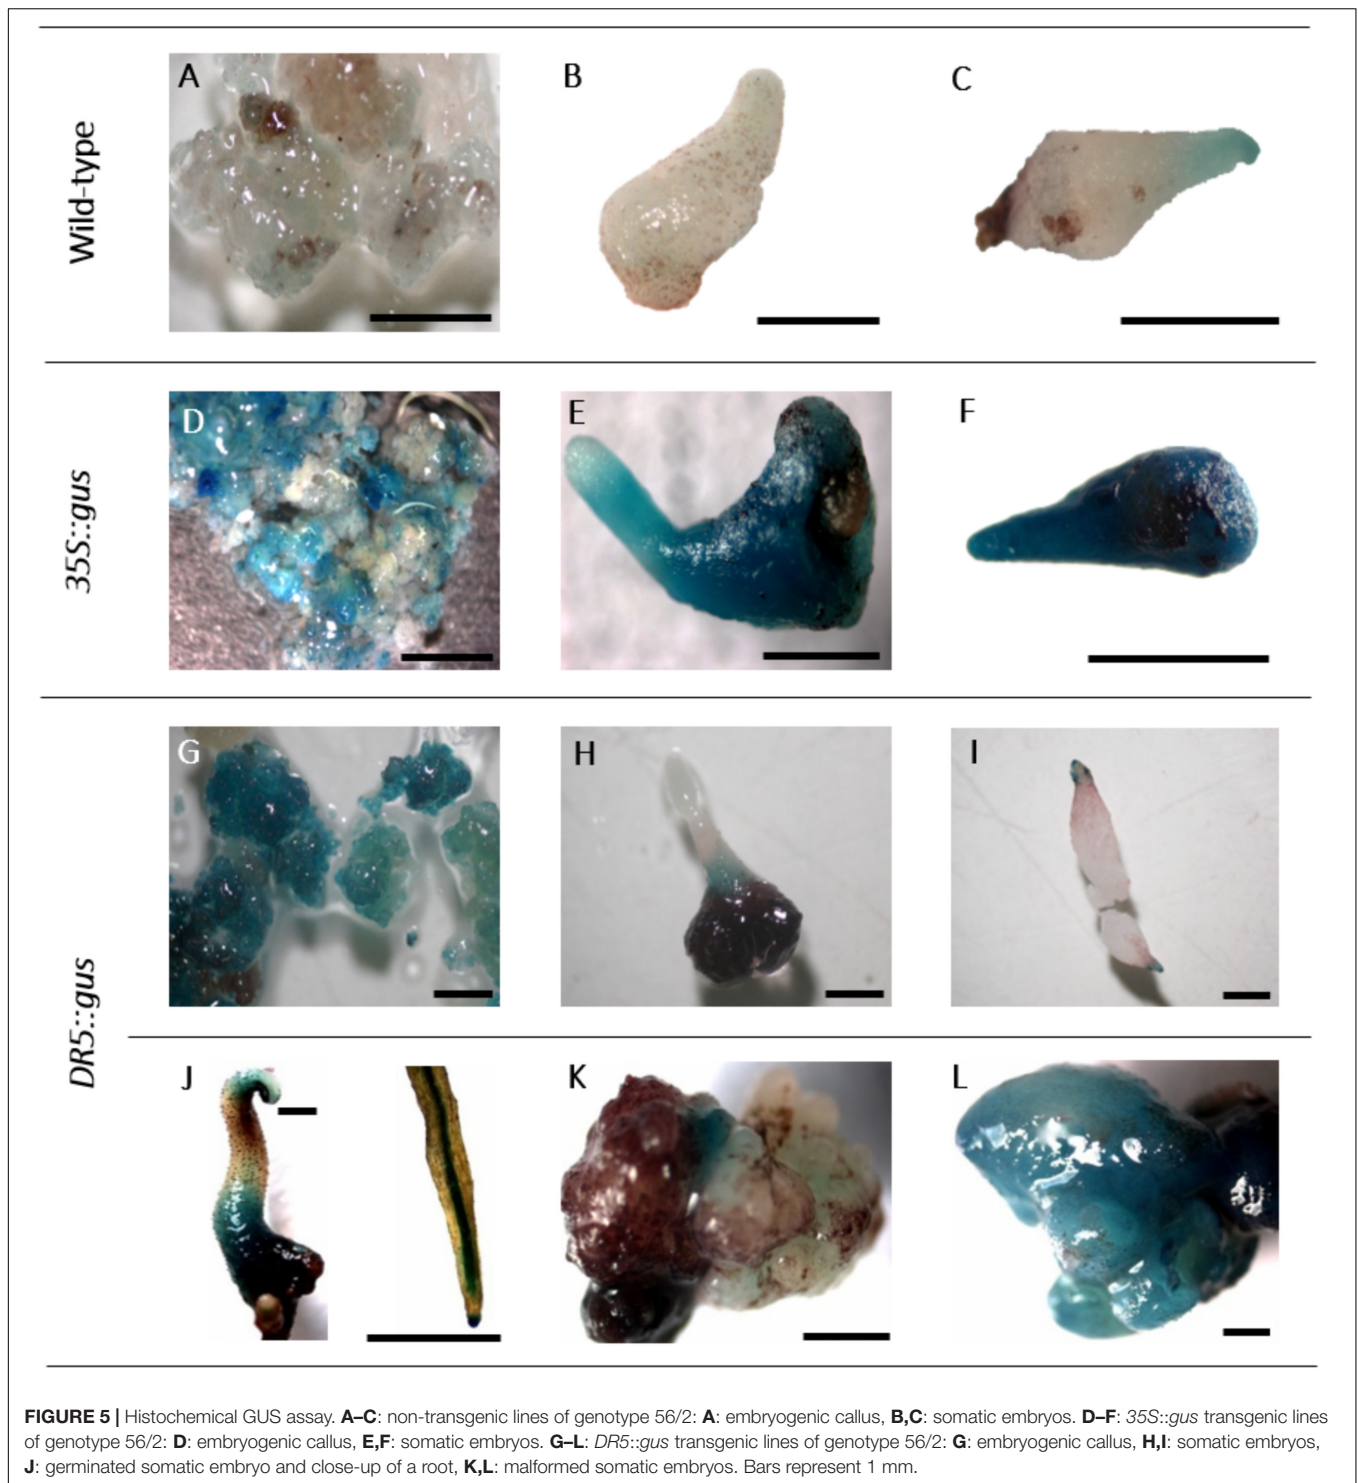 Wild-type
A
B
C
35S::gus
D
E
F
DR5::gus
G
H
I
J
K
L
FIGURE 5 | Histochemical GUS assay. A–C: non-transgenic lines of genotype 56/2: A: embryogenic callus, B,C: somatic embryos. D–F: 35S::gus transgenic lines
of genotype 56/2: D: embryogenic callus, E,F: somatic embryos. G–L: DR5::gus transgenic lines of genotype 56/2: G: embryogenic callus, H,I: somatic embryos,
J: germinated somatic embryo and close-up of a root, K,L: malformed somatic embryos. Bars represent 1 mm.